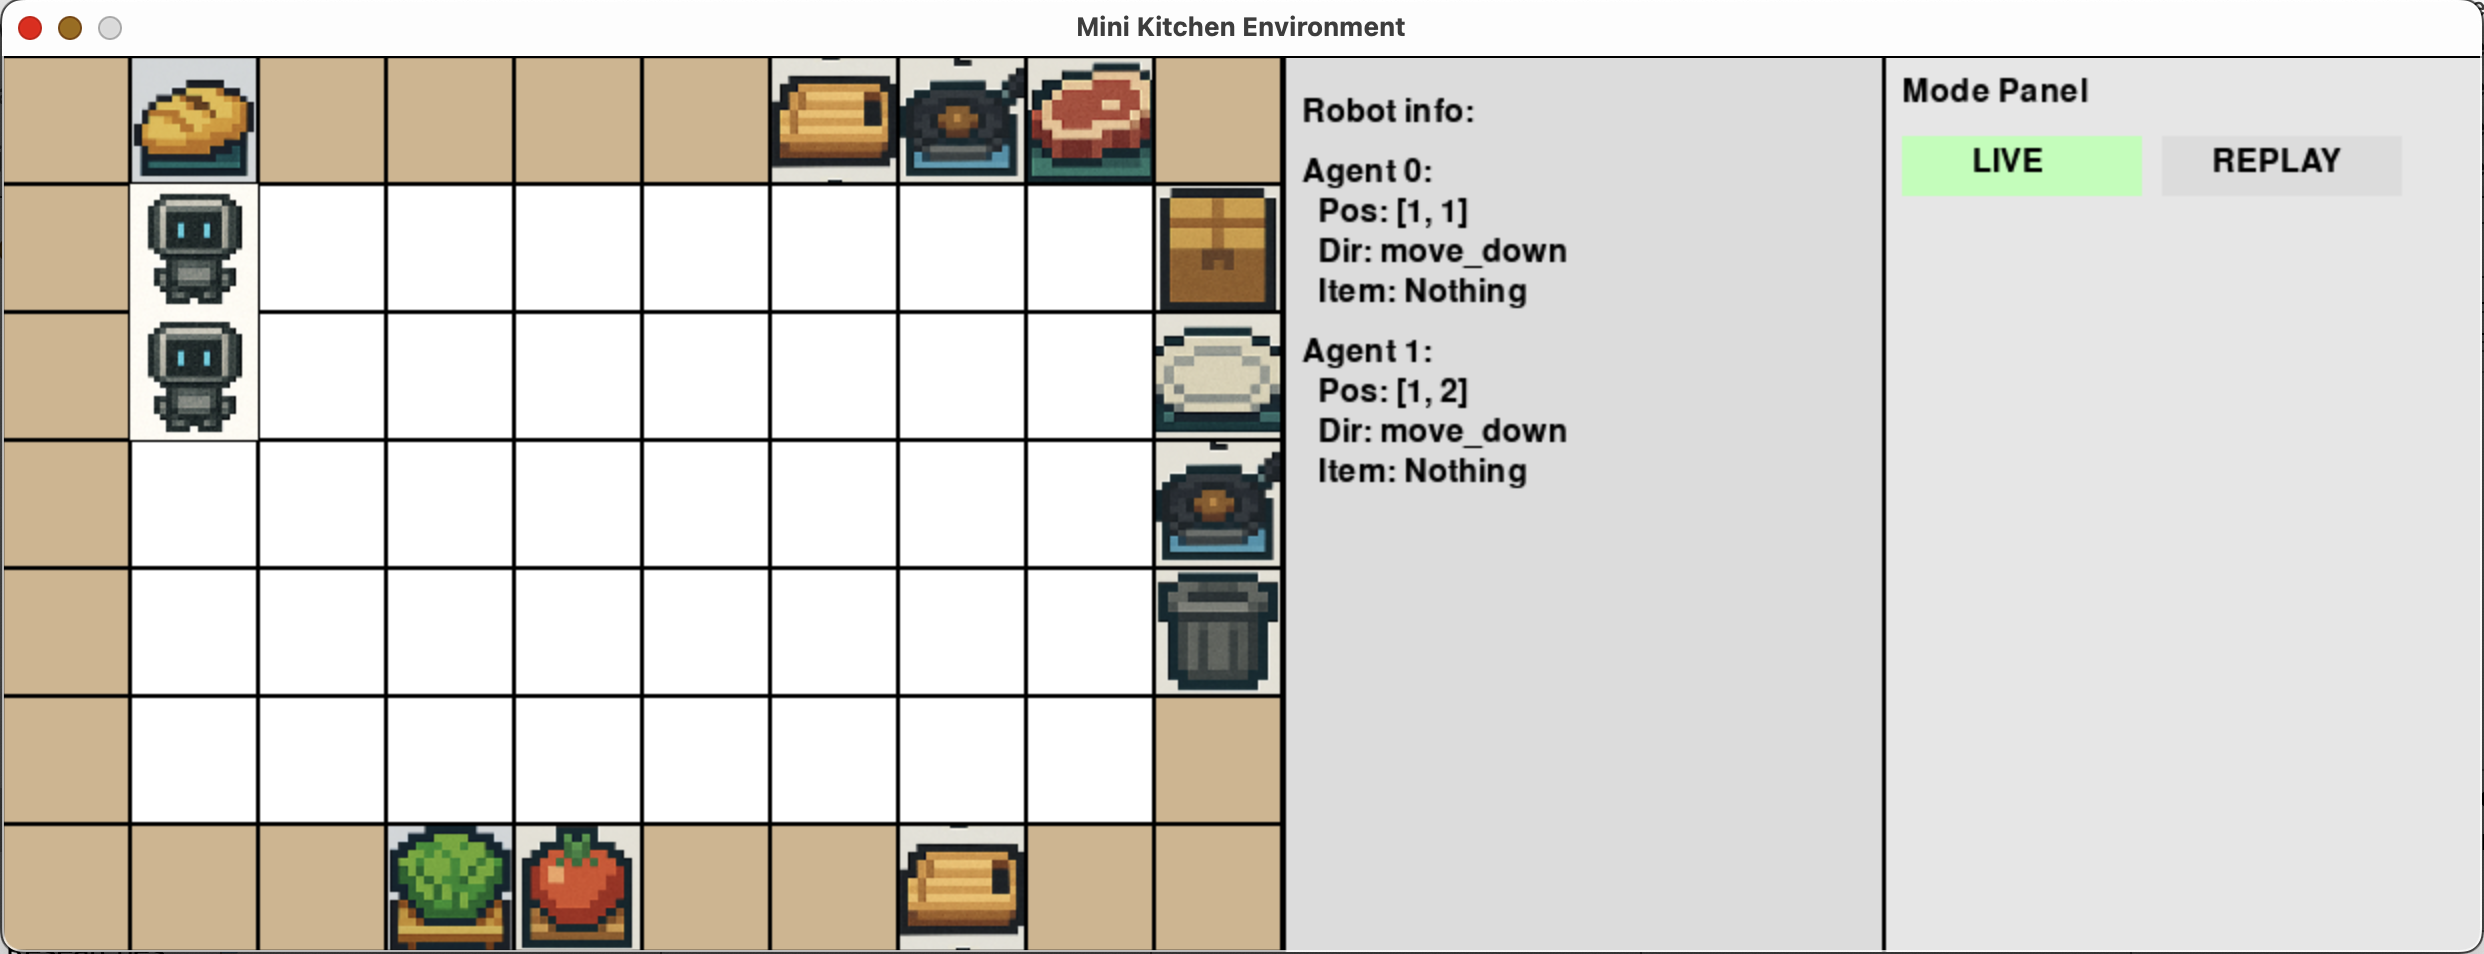 Mini Kitchen Environment
Robot info:
Agent 0:
Pos: [1, 1]
Dir: move_down
Item: Nothing
Agent 1:
Pos: [1, 2]
Dir: move_down
Item: Nothing
Mode Panel
LIVE
REPLAY